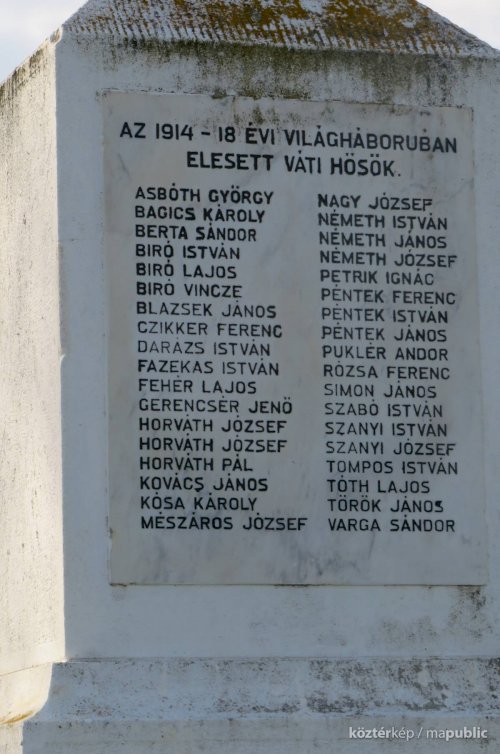 AZ 1914 - 18 ÉVI VILÁGHÁBORUBAN
ELESETT VÁTI HŐSÖK.
ASBÓTH GYÖRGY
BAGICS KÁROLY
BERTA SÁNDOR
BIRÓ ISTVÁN
BIRÓ LAJOS
BIRÓ VINCZE
BLAZSEK JÁNOS
CZIKKER FERENC
DARÁZS ISTVÁN
FAZEKAS ISTVÁN
FEHÉR LAJOS
GERENCSÉR JENŐ
HORVÁTH JÓZSEF
HORVÁTH JÓZSEF
HORVÁTH PÁL
KOVÁCS JÁNOS
KÓSA KÁROLY
MÉSZÁROS JÓZSEF
NAGY JÓZSEF
NÉMETH ISTVÁN
NÉMETH JÁNOS
NÉMETH JÓZSEF
PETRIK IGNÁC
PÉNTEK FERENC
PÉNTEK ISTVÁN
PÉNTEK JÁNOS
PUKLÉR ANDOR
RÓZSA FERENC
SIMON JÁNOS
SZABÓ ISTVÁN
SZANYI ISTVÁN
SZANYI JÓZSEF
TOMPOS ISTVÁN
TÓTH LAJOS
TÖRÖK JÁNOS
VARGA SÁNDOR
köztérkép / mapublic